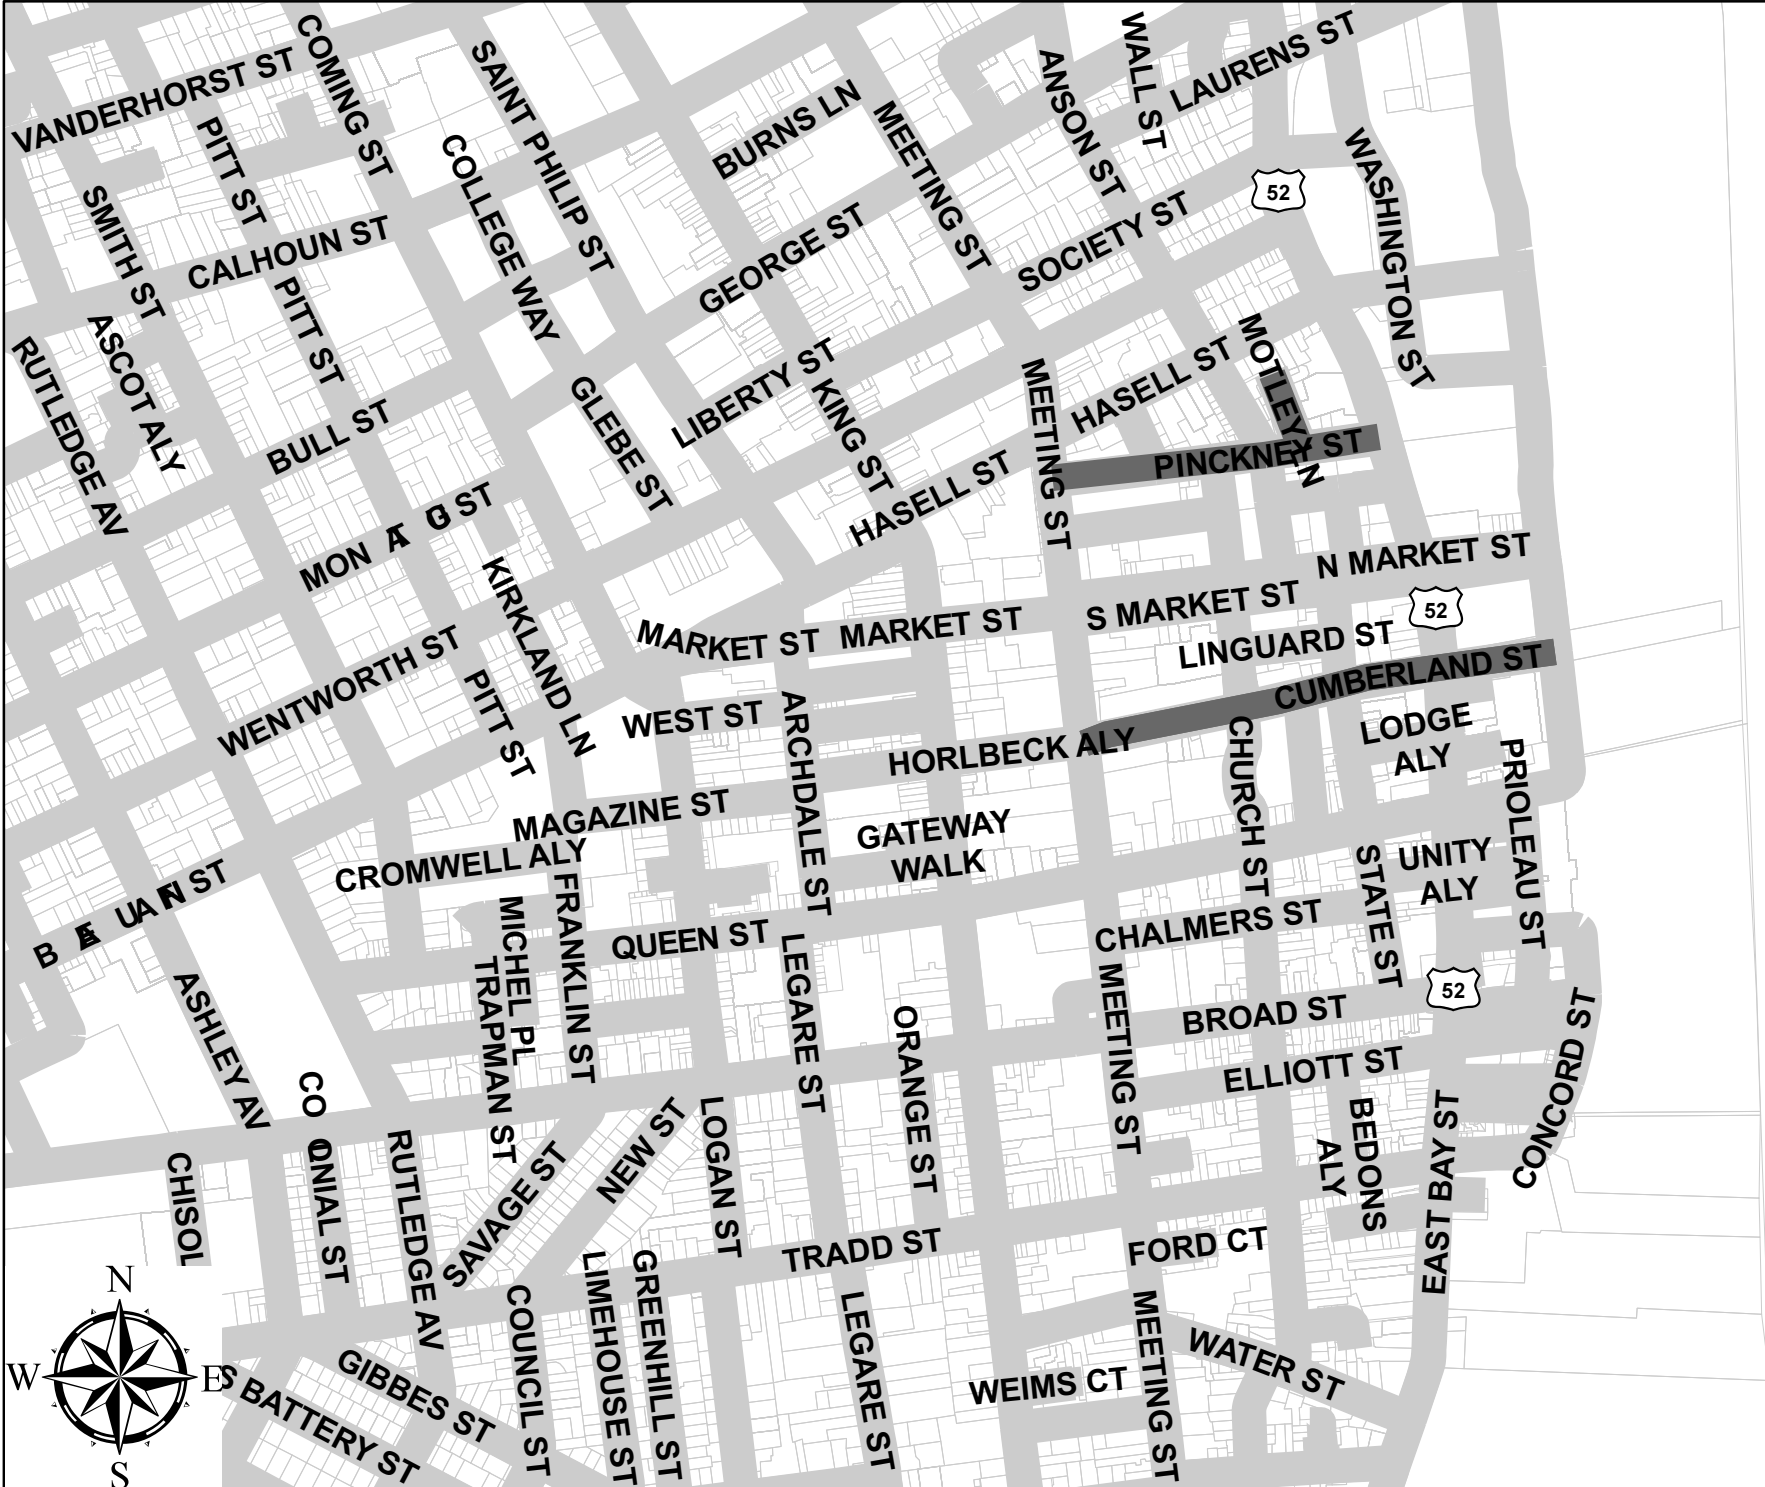 COMING ST
WALL ST
LAURENS ST
VANDERHORST ST
SAINT PHILIP ST
ANSON ST
BURNS LN
MEETING ST
PITT ST
COLLEGE WAY
WASHINGTON ST
52
SMITH ST
CALHOUN ST
GEORGE ST
SOCIETY ST
PITT ST
ASCOT ALY
RUTLEDGE AV
LIBERTY ST
MOTLEY LN
HASELL ST
MEETING ST
GLEBE ST
KING ST
BULL ST
PINCKNEY ST
HASELL ST
MON
ST
KIRKLAND LN
N MARKET ST
S MARKET ST
52
MARKET ST
MARKET ST
LINGUARD ST
WENTWORTH ST
CUMBERLAND ST
PITT ST
WEST ST
ARCHDALE ST
LODGE
ALY
HORLBECK ALY
CHURCH ST
PRIOLEAU ST
MAGAZINE ST
GATEWAY
WALK
CROMWELL ALY
STATE ST
UNITY
ALY
B
ST
FRANKLIN ST
MICHEL PL
QUEEN ST
CHALMERS ST
LEGARE ST
TRAPMAN ST
MEETING ST
52
ASHLEY AV
ORANGE ST
BROAD ST
CONCORD ST
ELLIOTT ST
CO
ONIAL ST
LOGAN ST
BEDONS
ALY
EAST BAY ST
CHISOL
RUTLEDGE AV
SAVAGE ST
NEW ST
TRADD ST
FORD CT
LIMEHOUSE ST
GREENHILL ST
COUNCIL ST
LEGARE ST
MEETING ST
WATER ST
GIBBES ST
WEIMS CT
S BATTERY ST
N
W
E
S